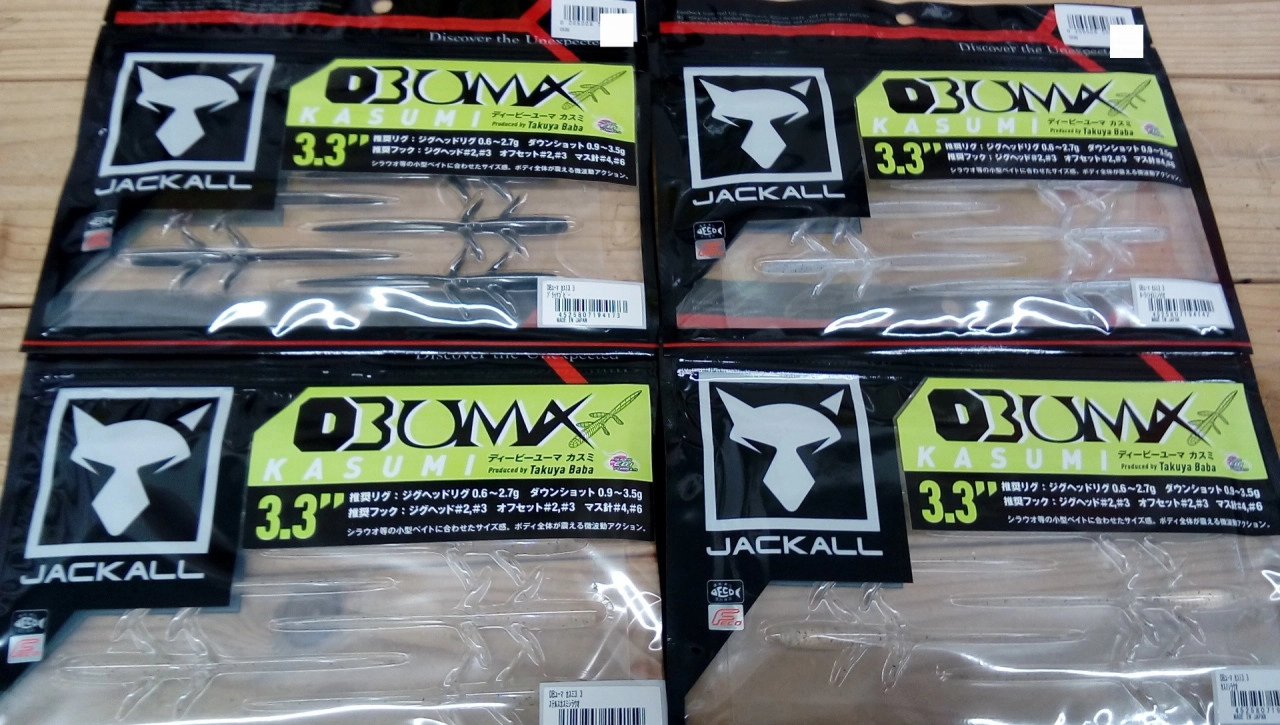 Discover the Unexpected
DBUMA
KASUMI
ディービーユーマ カスミ
Produced by Takuya Baba
3.3”
推奨リグ：ジグヘッドリグ 0.6～2.7g ダウンショット 0.9～3.5g
推奨フック：ジグヘッド#2,#3 オフセット#2,#3 マス針#4,#6
シラウオ等の小型ベイトに合わせたサイズ感。ボディ全体が震える微波動アクション。
JACKALL
4525807194173
MADE IN JAPAN
Discover the Unexpected
DBUMA
KASUMI
ディービーユーマ カスミ
Produced by Takuya Baba
3.3”
推奨リグ：ジグヘッドリグ 0.6～2.7g ダウンショット 0.9～3.5g
推奨フック：ジグヘッド#2,#3 オフセット#2,#3 マス針#4,#6
シラウオ等の小型ベイトに合わせたサイズ感。ボディ全体が震える微波動アクション。
JACKALL
ECO
MADE IN JAPAN
Discover the Unexpected
DBUMA
KASUMI
ディービーユーマ カスミ
Produced by Takuya Baba
3.3”
推奨リグ：ジグヘッドリグ 0.6～2.7g ダウンショット 0.9～3.5g
推奨フック：ジグヘッド#2,#3 オフセット#2,#3 マス針#4,#6
シラウオ等の小型ベイトに合わせたサイズ感。ボディ全体が震える微波動アクション。
JACKALL
ECO
DBUMA
KASUMI
ディービーユーマ カスミ
Produced by Takuya Baba
3.3”
推奨リグ：ジグヘッドリグ 0.6～2.7g ダウンショット 0.9～3.5g
推奨フック：ジグヘッド#2,#3 オフセット#2,#3 マス針#4,#6
シラウオ等の小型ベイトに合わせたサイズ感。ボディ全体が震える微波動アクション。
JACKALL
ECO